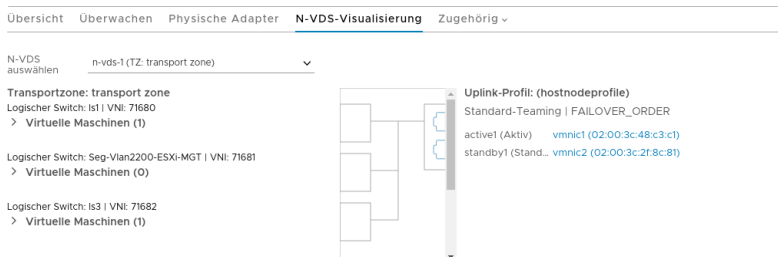 Übersicht Überwachen Physische Adapter N-VDS-Visualisierung Zugehörig
N-VDS auswählen n-vds-1 (TZ: transport zone)
Transportzone: transport zone
Logischer Switch: ls1 | VNI: 71680
Virtuelle Maschinen (1)
Logischer Switch: Seg-Vlan2200-ESXi-MGT | VNI: 71681
Virtuelle Maschinen (0)
Logischer Switch: ls3 | VNI: 71682
Virtuelle Maschinen (1)
Uplink-Profil: (hostnodeprofile)
Standard-Teaming | FAILOVER_ORDER
active1 (Aktiv) vmnic1 (02:00:3c:48:c3:c1)
standby1 (Stand... vmnic2 (02:00:3c:2f:8c:81)